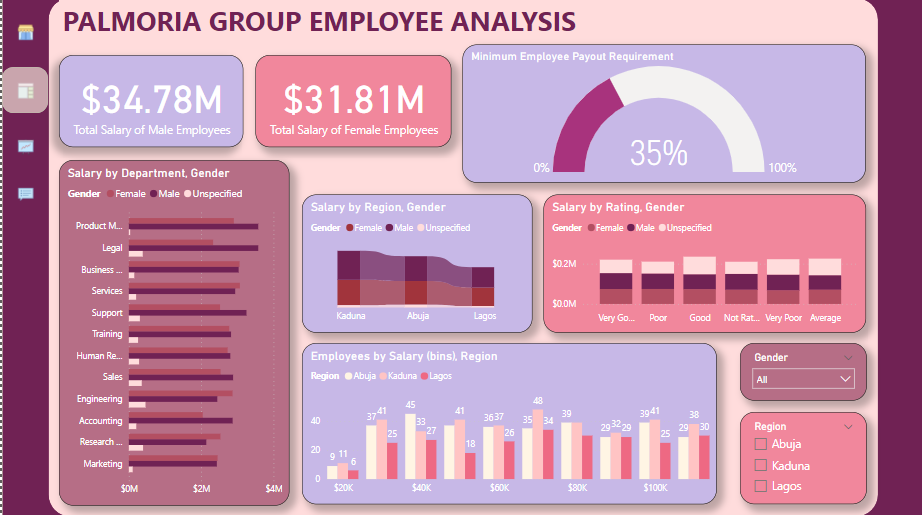 PALMORIA GROUP EMPLOYEE ANALYSIS
$34.78M
Total Salary of Male Employees
$31.81M
Total Salary of Female Employees
Minimum Employee Payout Requirement
35%
0%
100%
Salary by Department, Gender
Gender Female Male Unspecified
Product M...
Legal
Business ...
Services
Support
Training
Human Re...
Sales
Engineering
Accounting
Research ...
Marketing
$0M $2M $4M
Salary by Region, Gender
Gender Female Male Unspecified
Kaduna Abuja Lagos
Salary by Rating, Gender
Gender Female Male Unspecified
$0.2M
$0.0M
Very Go... Poor Good Not Rat... Very Poor Average
Employees by Salary (bins), Region
Region Abuja Kaduna Lagos
40
20
0
9 11 6 37 41 25 45 33 27 41 18 36 37 26 35 48 34 39 29 32 29 39 41 25 29 38 30
$20K $40K $60K $80K $100K
Gender
All
Region
Abuja
Kaduna
Lagos